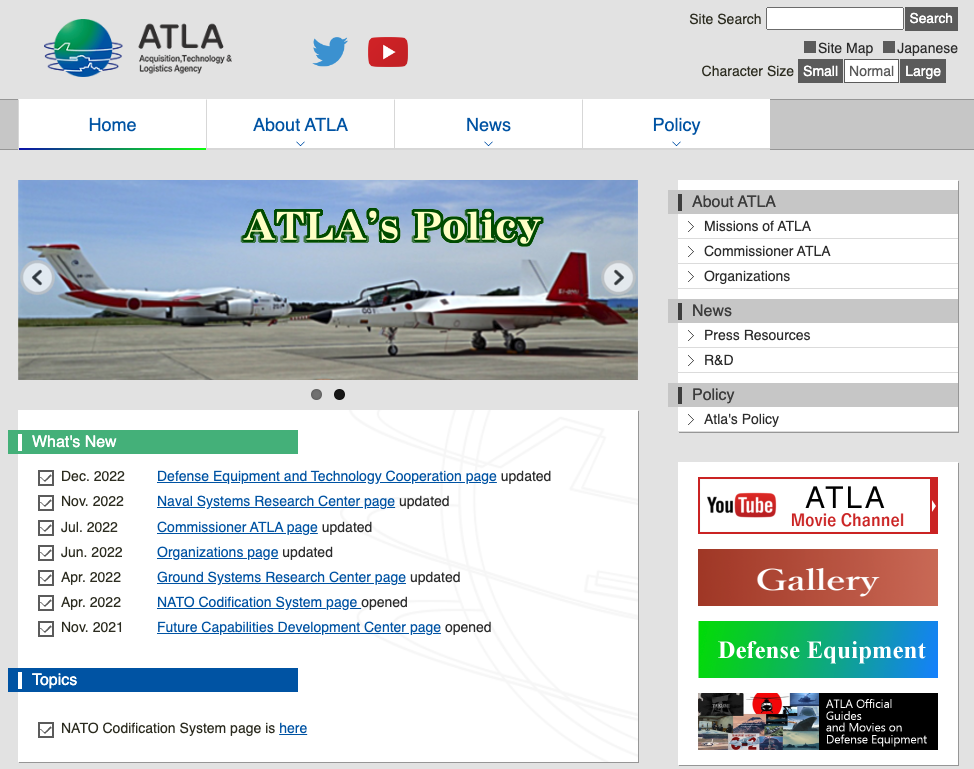 ATLA
Acquisition,Technology &
Logistics Agency
Site Search
Search
Site Map
Japanese
Character Size Small Normal Large
Home
About ATLA
News
Policy
ATLA's Policy
001
What's New
Dec. 2022 Defense Equipment and Technology Cooperation page updated
Nov. 2022 Naval Systems Research Center page updated
Jul. 2022 Commissioner ATLA page updated
Jun. 2022 Organizations page updated
Apr. 2022 Ground Systems Research Center page updated
Apr. 2022 NATO Codification System page opened
Nov. 2021 Future Capabilities Development Center page opened
Topics
NATO Codification System page is here
About ATLA
Missions of ATLA
Commissioner ATLA
Organizations
News
Press Resources
R&D
Policy
Atla's Policy
YouTube
ATLA
Movie Channel
Gallery
Defense Equipment
ATLA Official
Guides
and Movies on
Defense Equipment